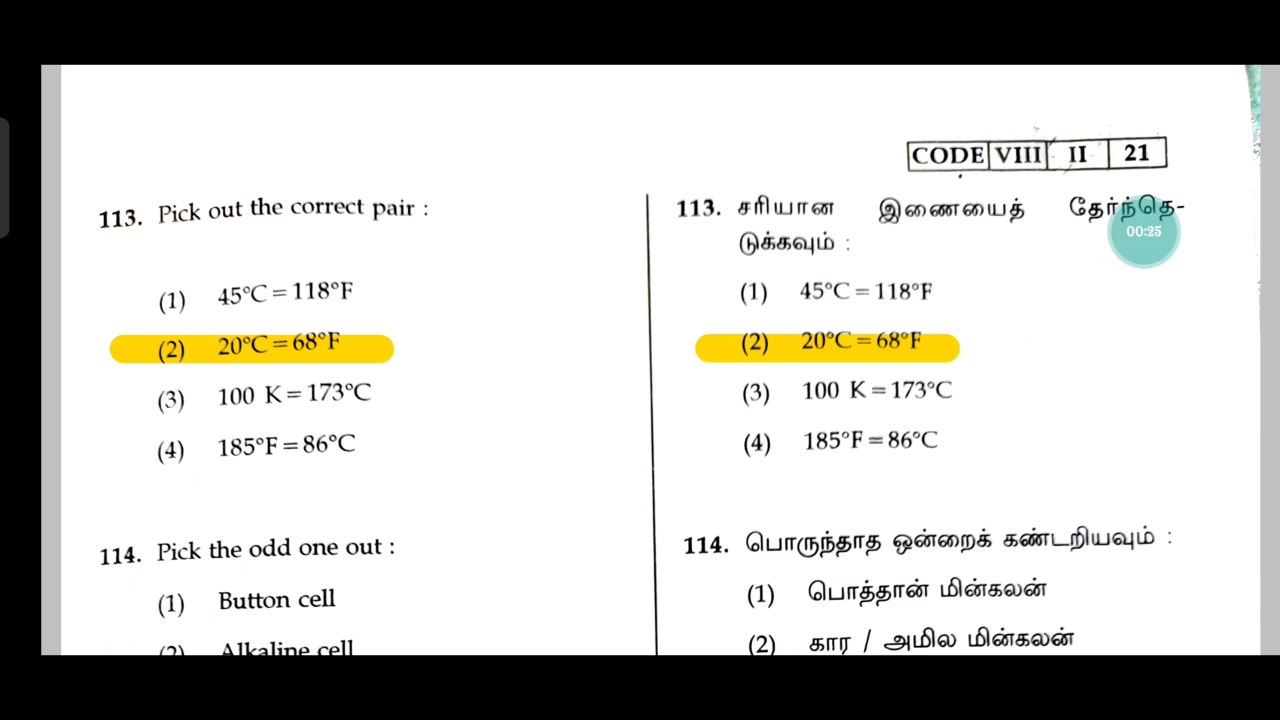 CODE VIII II 21
113. Pick out the correct pair :
(1) 45°C = 118°F
(2) 20°C = 68°F
(3) 100 K = 173°C
(4) 185°F = 86°C
114. Pick the odd one out :
(1) Button cell
(2) Alkaline cell
113. சரியான இணையைத் தேர்ந்தெ-
டுக்கவும் :
00:25
(1) 45°C = 118°F
(2) 20°C = 68°F
(3) 100 K = 173°C
(4) 185°F = 86°C
114. பொருந்தாத ஒன்றைக் கண்டறியவும் :
(1) பொத்தான் மின்கலன்
(2) கார / அமில மின்கலன்